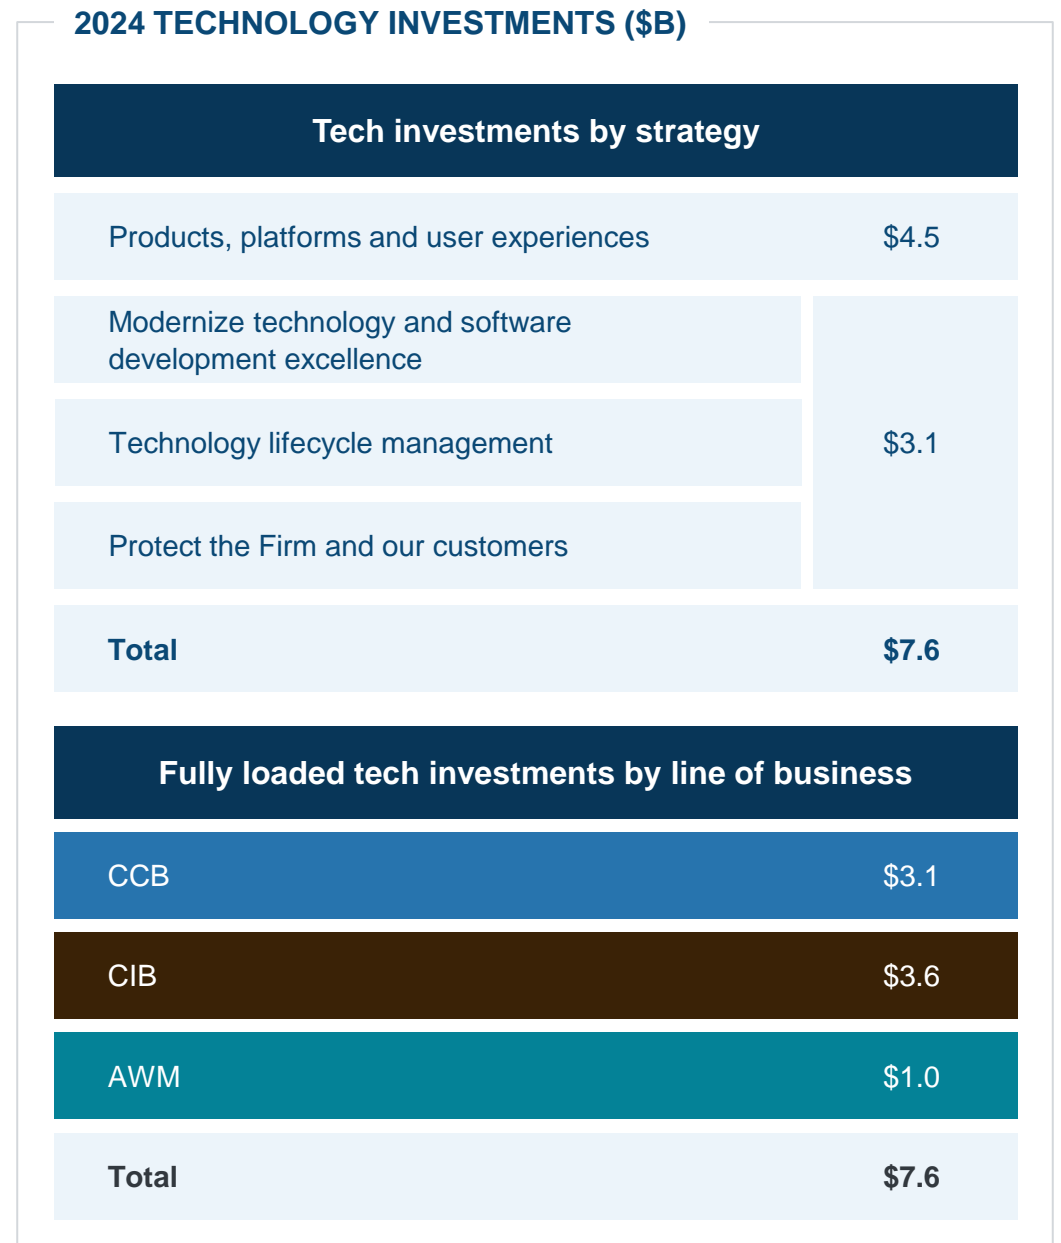 2024 TECHNOLOGY INVESTMENTS ($B)
Tech investments by strategy
Products, platforms and user experiences $4.5
Modernize technology and software
development excellence
Technology lifecycle management $3.1
Protect the Firm and our customers
Total $7.6
Fully loaded tech investments by line of business
CCB $3.1
CIB $3.6
AWM $1.0
Total $7.6